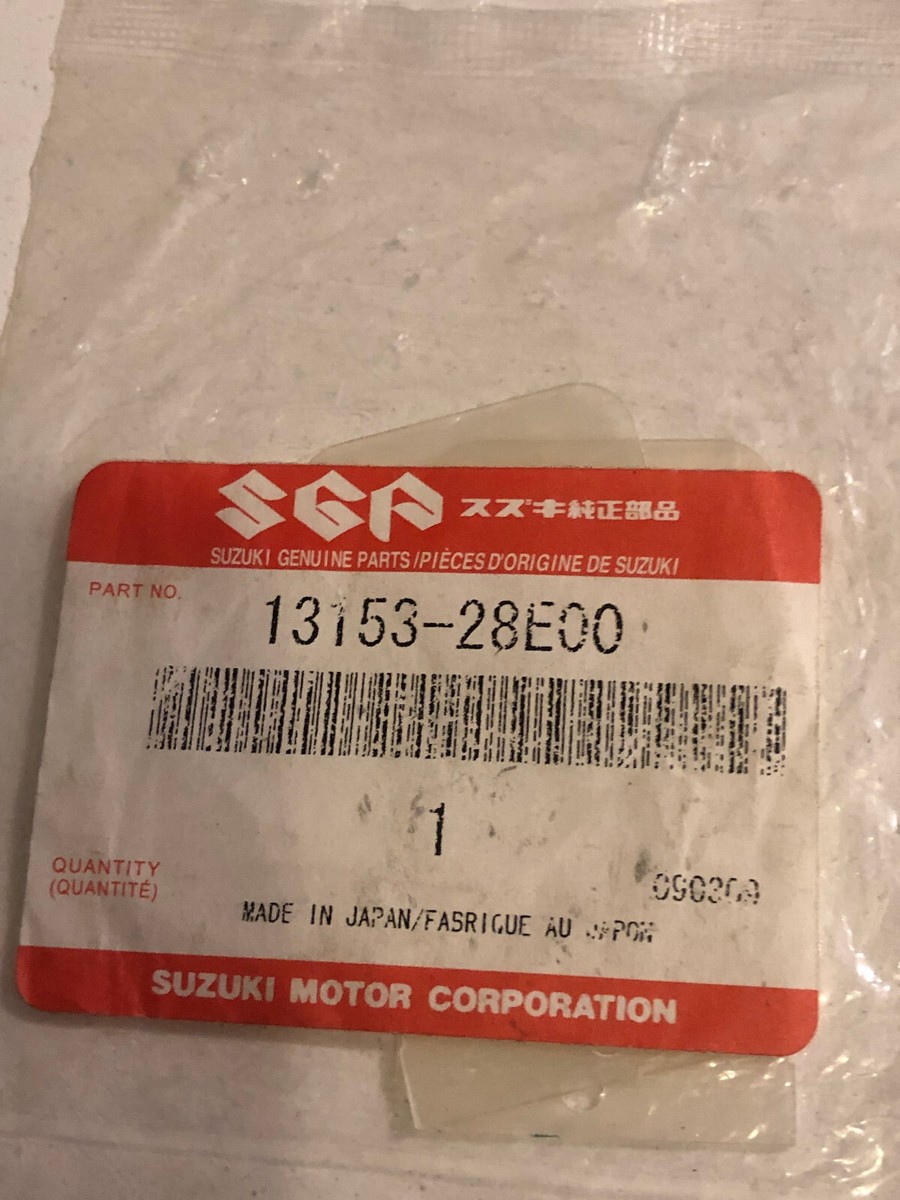 SGP スズキ純正部品
SUZUKI GENUINE PARTS/PIÈCES D'ORIGINE DE SUZUKI
PART NO.
13153-28E00
1
QUANTITY
(QUANTITÉ)
MADE IN JAPAN/FABRIQUE AU JAPON
SUZUKI MOTOR CORPORATION